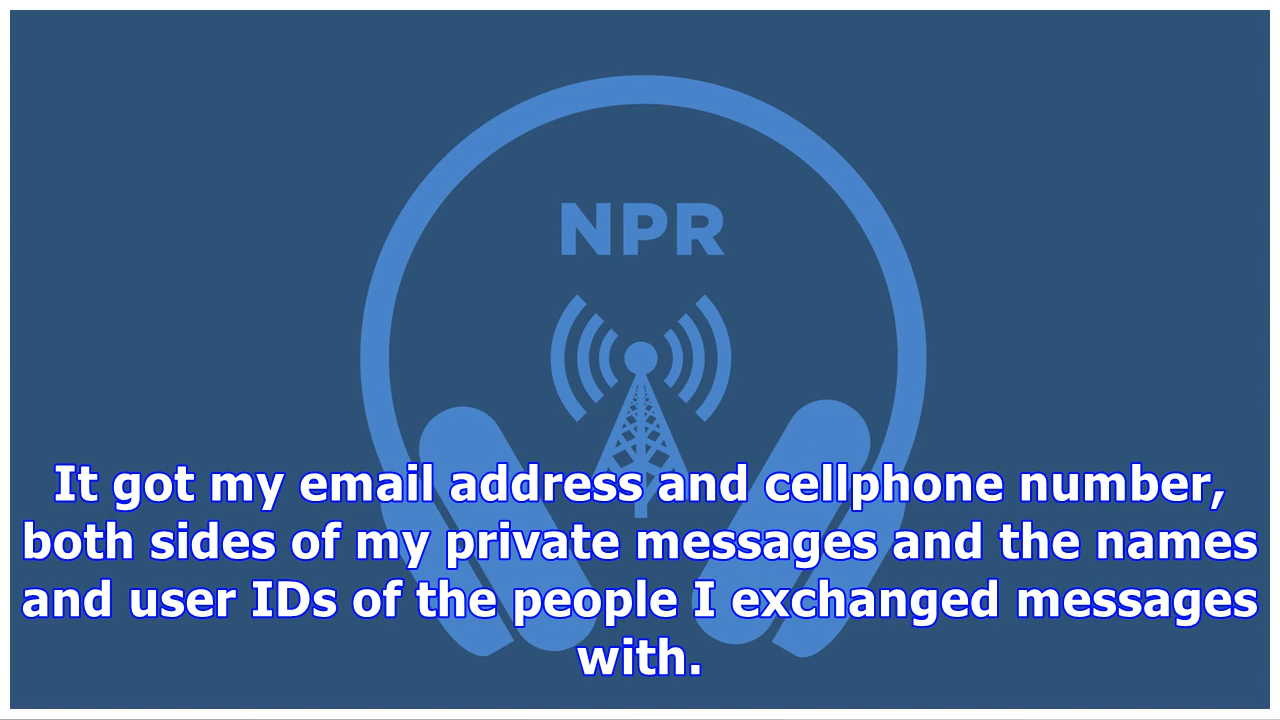 NPR
It got my email address and cellphone number,
both sides of my private messages and the names
and user IDs of the people I exchanged messages
with.